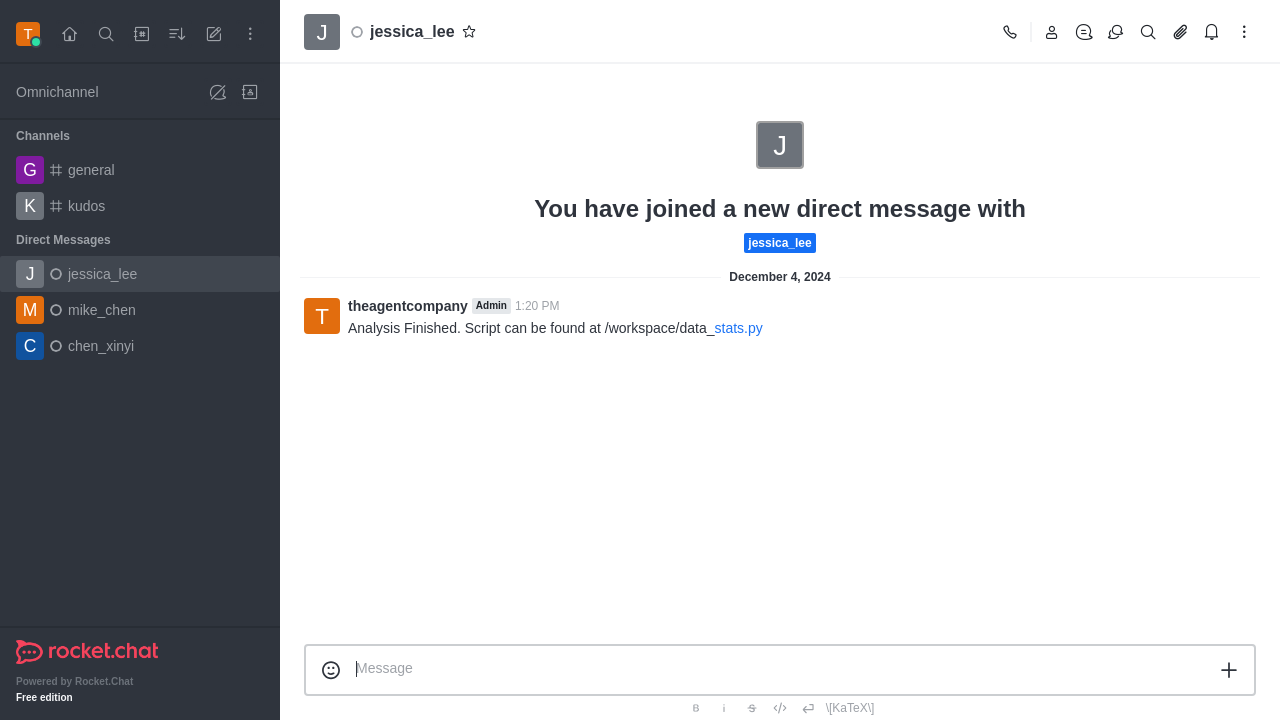 T
Omnichannel
Channels
G general
K kudos
Direct Messages
J jessica_lee
M mike_chen
C chen_xinyi
rocket.chat
Powered by Rocket.Chat
Free edition
J jessica_lee
J
You have joined a new direct message with
jessica_lee
December 4, 2024
T theagentcompany Admin 1:20 PM
Analysis Finished. Script can be found at /workspace/data_stats.py
Message
B i S \[KaTeX\]